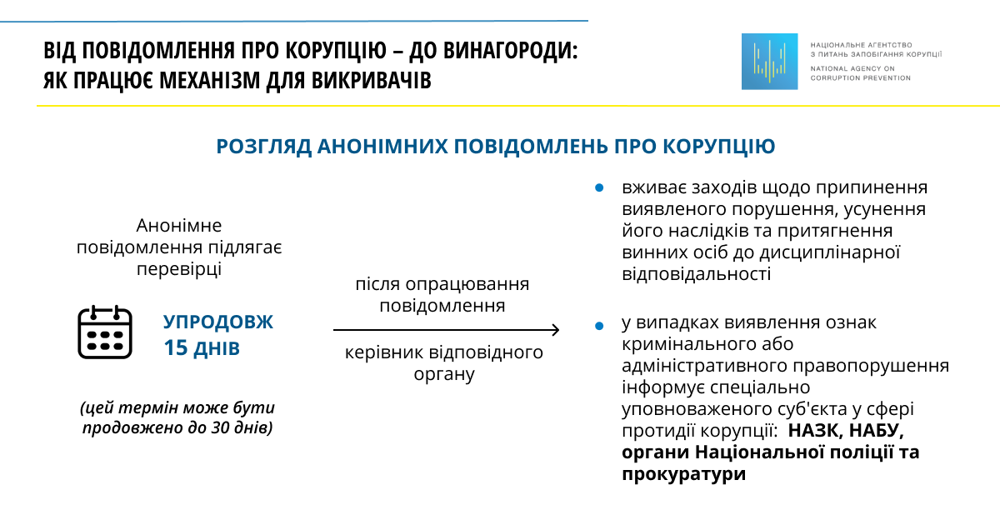 ВІД ПОВІДОМЛЕННЯ ПРО КОРУПЦІЮ – ДО ВИНАГОРОДИ:
ЯК ПРАЦЮЄ МЕХАНІЗМ ДЛЯ ВИКРИВАЧІВ
НАЦІОНАЛЬНЕ АГЕНТСТВО
З ПИТАНЬ ЗАПОБІГАННЯ КОРУПЦІЇ
NATIONAL AGENCY ON
CORRUPTION PREVENTION
РОЗГЛЯД АНОНІМНИХ ПОВІДОМЛЕНЬ ПРО КОРУПЦІЮ
Анонімне
повідомлення підлягає
перевірці
УПРОДОВЖ
15 ДНІВ
(цей термін може бути
продовжено до 30 днів)
після опрацювання
повідомлення
керівник відповідного
органу
вживає заходів щодо припинення
виявленого порушення, усунення
його наслідків та притягнення
винних осіб до дисциплінарної
відповідальності
у випадках виявлення ознак
кримінального або
адміністративного правопорушення
інформує спеціально
уповноваженого суб'єкта у сфері
протидії корупції: НАЗК, НАБУ,
органи Національної поліції та
прокуратури